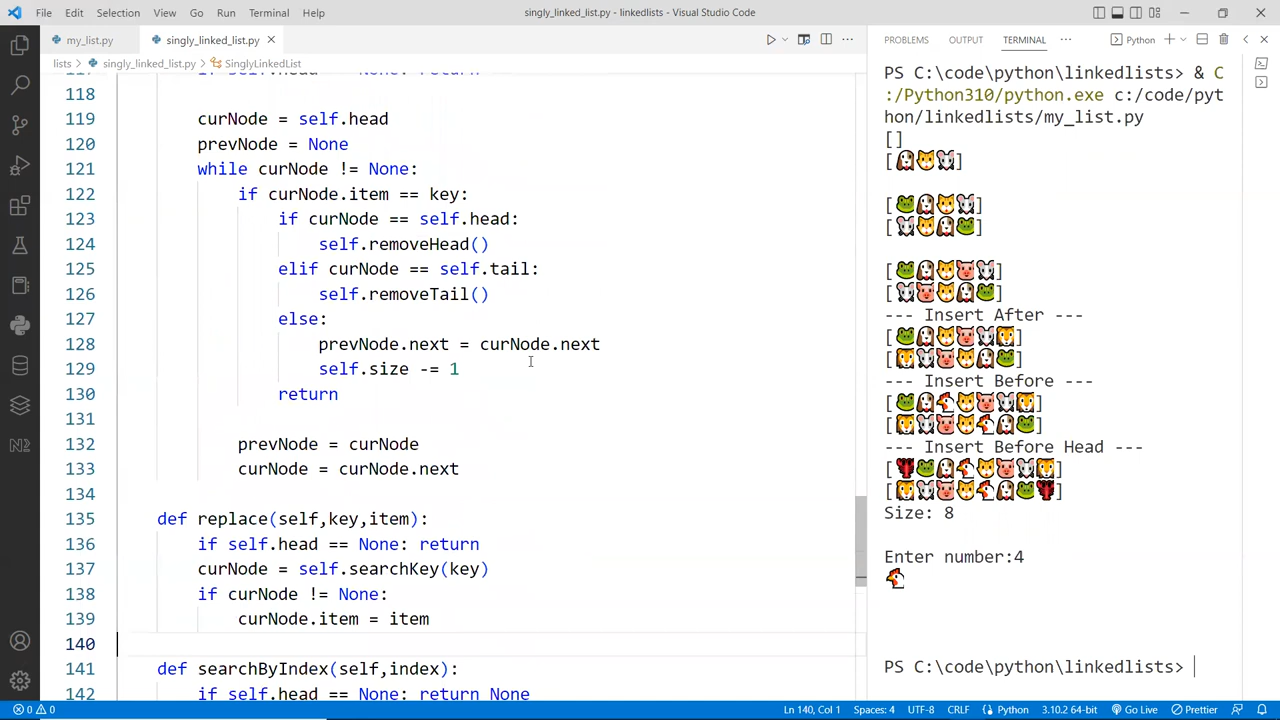 File Edit Selection View Go Run Terminal Help
singly_linked_list.py - linkedlists - Visual Studio Code
my_list.py
singly_linked_list.py
lists > singly_linked_list.py > SinglyLinkedList
118
119 curNode = self.head
120 prevNode = None
121 while curNode != None:
122 if curNode.item == key:
123 if curNode == self.head:
124 self.removeHead()
125 elif curNode == self.tail:
126 self.removeTail()
127 else:
128 prevNode.next = curNode.next
129 self.size -= 1
130 return
131
132 prevNode = curNode
133 curNode = curNode.next
134
135 def replace(self,key,item):
136 if self.head == None: return
137 curNode = self.searchKey(key)
138 if curNode != None:
139 curNode.item = item
140
141 def searchByIndex(self,index):
142 if self.head == None: return None
PROBLEMS OUTPUT TERMINAL ··· Python
PS C:\code\python\linkedlists> & C
:/Python310/python.exe c:/code/pyt
hon/linkedlists/my_list.py
[]
[🐶🐱🐭]
[🐸🐶🐱🐭]
[🐭🐱🐶🐸]
[🐸🐶🐱🐷🐭]
[🐭🐷🐱🐶🐸]
--- Insert After ---
[🐸🐶🐱🐷🐭🐯]
[🐯🐭🐷🐱🐶🐸]
--- Insert Before ---
[🐸🐶🐔🐱🐷🐭🐯]
[🐯🐭🐷🐱🐔🐶🐸]
--- Insert Before Head ---
[🦞🐸🐶🐔🐱🐷🐭🐯]
[🐯🐭🐷🐱🐔🐶🐸🦞]
Size: 8
Enter number:4
🐔
PS C:\code\python\linkedlists>
0 0 Ln 140, Col 1 Spaces: 4 UTF-8 CRLF Python 3.10.2 64-bit Go Live Prettier